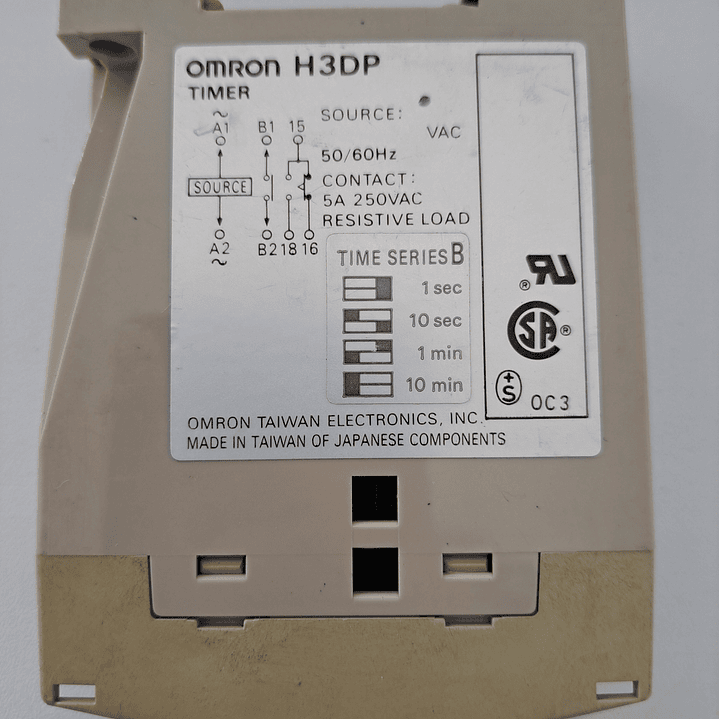 OMRON H3DP
TIMER
SOURCE:
VAC
50/60Hz
CONTACT:
5A 250VAC
RESISTIVE LOAD
~
A1 B1 15
SOURCE
A2 B2 18 16
~
TIME SERIES B
1 sec
10 sec
1 min
10 min
RU ®
SA ®
+
S
OC3
OMRON TAIWAN ELECTRONICS, INC.
MADE IN TAIWAN OF JAPANESE COMPONENTS